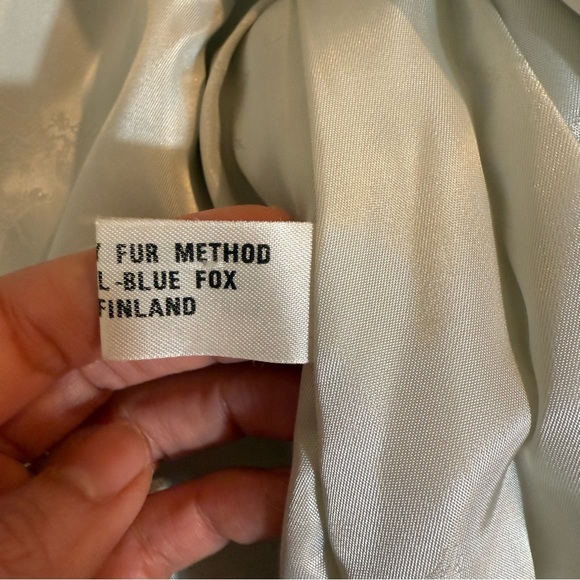 FUR METHOD
-BLUE FOX
FINLAND